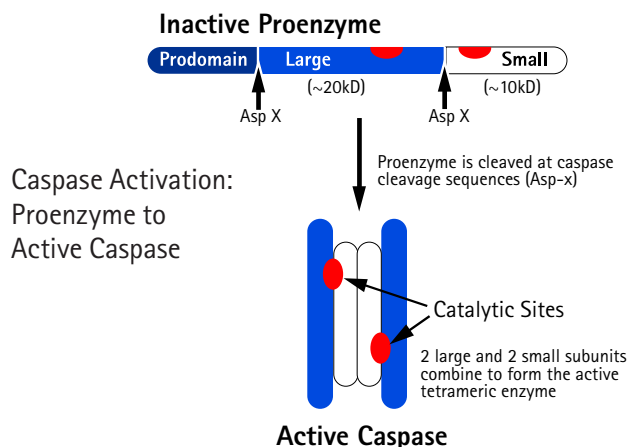 Inactive Proenzyme
Prodomain Large Small
(~20kD) (~10kD)
Asp X Asp X
Proenzyme is cleaved at caspase
cleavage sequences (Asp-x)
Caspase Activation:
Proenzyme to
Active Caspase
Catalytic Sites
2 large and 2 small subunits
combine to form the active
tetrameric enzyme
Active Caspase